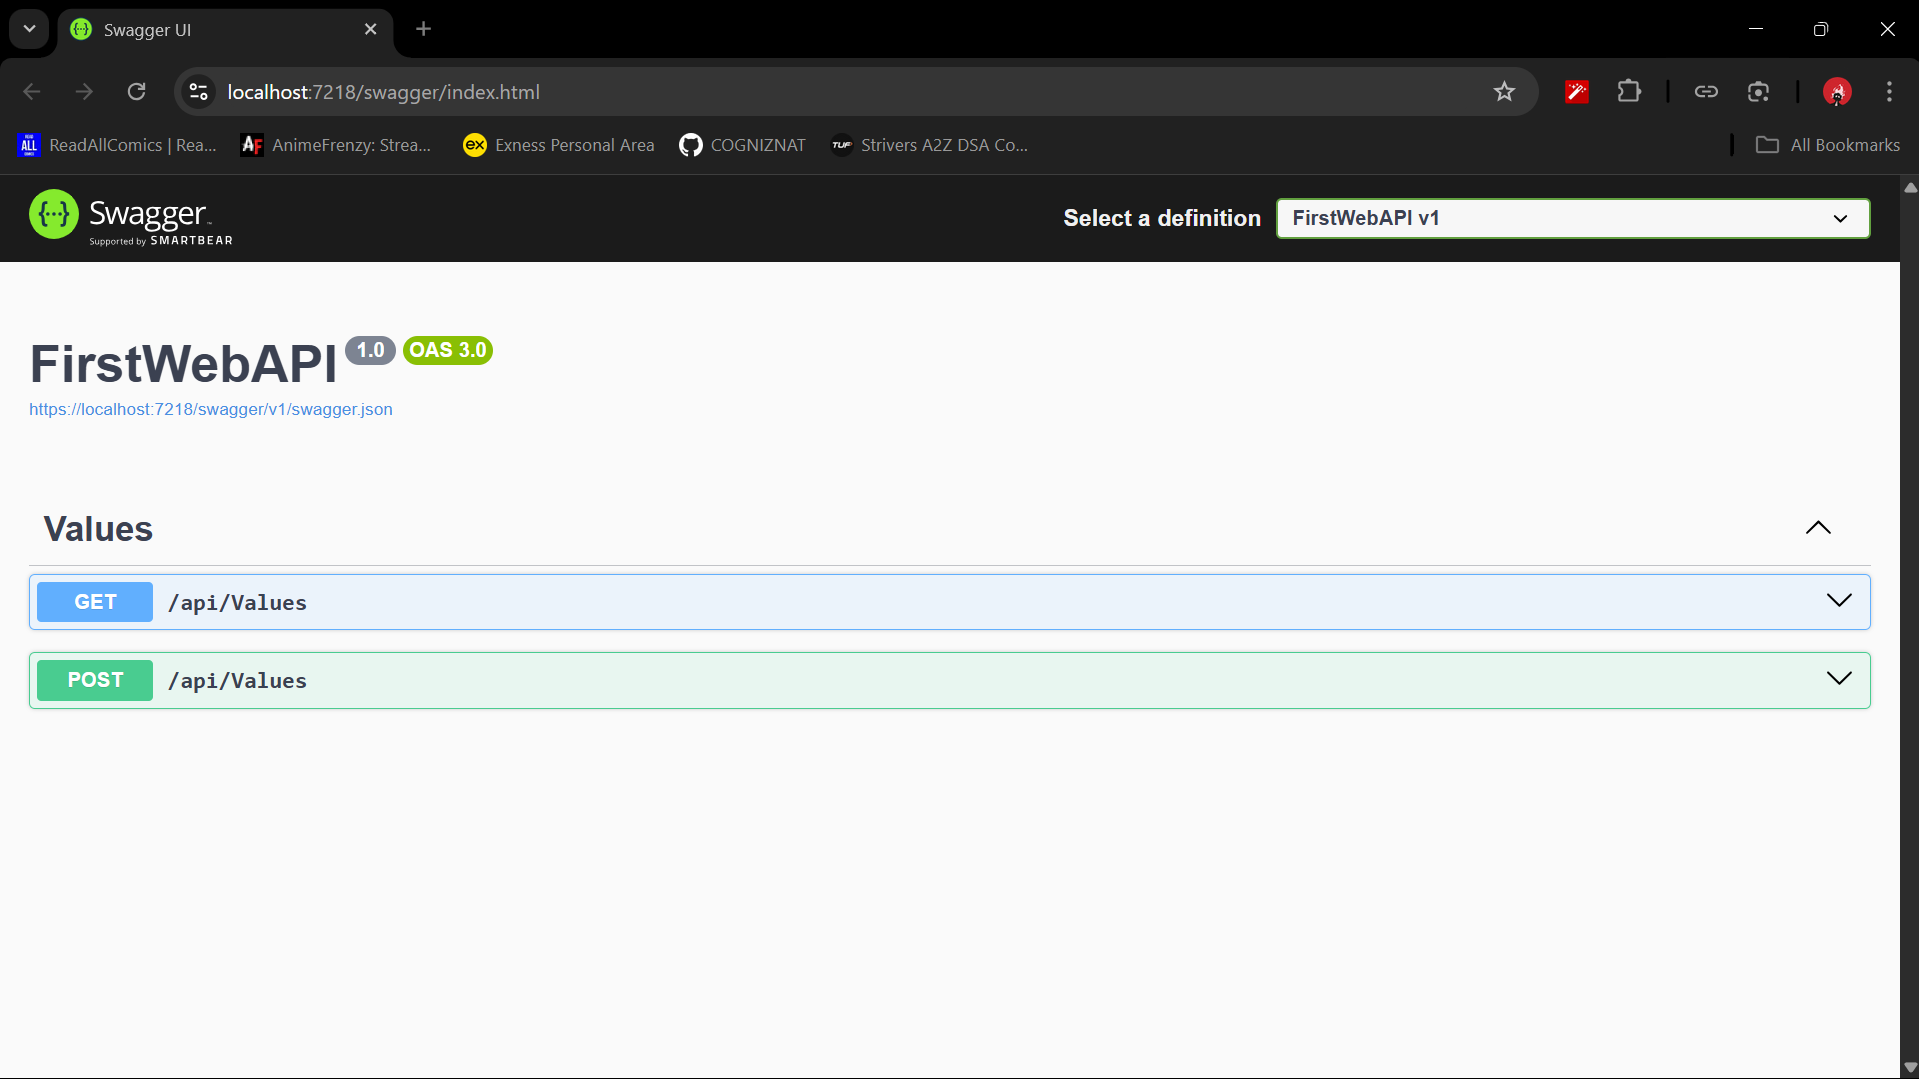 Swagger UI
localhost:7218/swagger/index.html
ReadAllComics | Rea...
AnimeFrenzy: Strea...
Exness Personal Area
COGNIZNAT
Strivers A2Z DSA Co...
All Bookmarks
Swagger
Supported by SMARTBEAR
Select a definition
FirstWebAPI v1
FirstWebAPI 1.0 OAS 3.0
https://localhost:7218/swagger/v1/swagger.json
Values
GET /api/Values
POST /api/Values